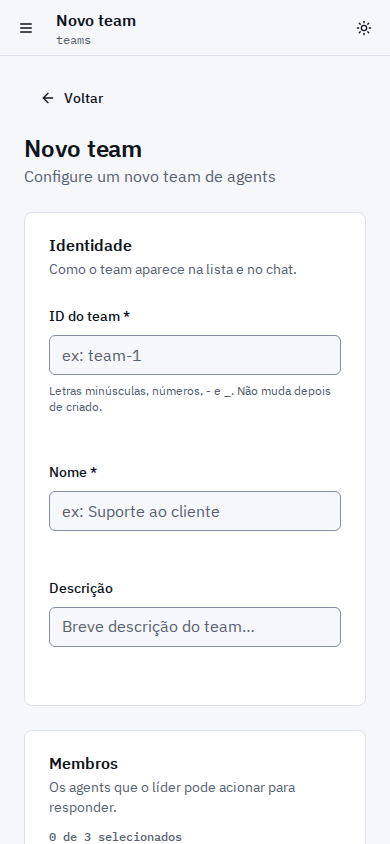 Novo team
teams
Voltar
Novo team
Configure um novo team de agents
Identidade
Como o team aparece na lista e no chat.
ID do team *
ex: team-1
Letras minúsculas, números, - e _. Não muda depois
de criado.
Nome *
ex: Suporte ao cliente
Descrição
Breve descrição do team...
Membros
Os agents que o líder pode acionar para
responder.
0 de 3 selecionados